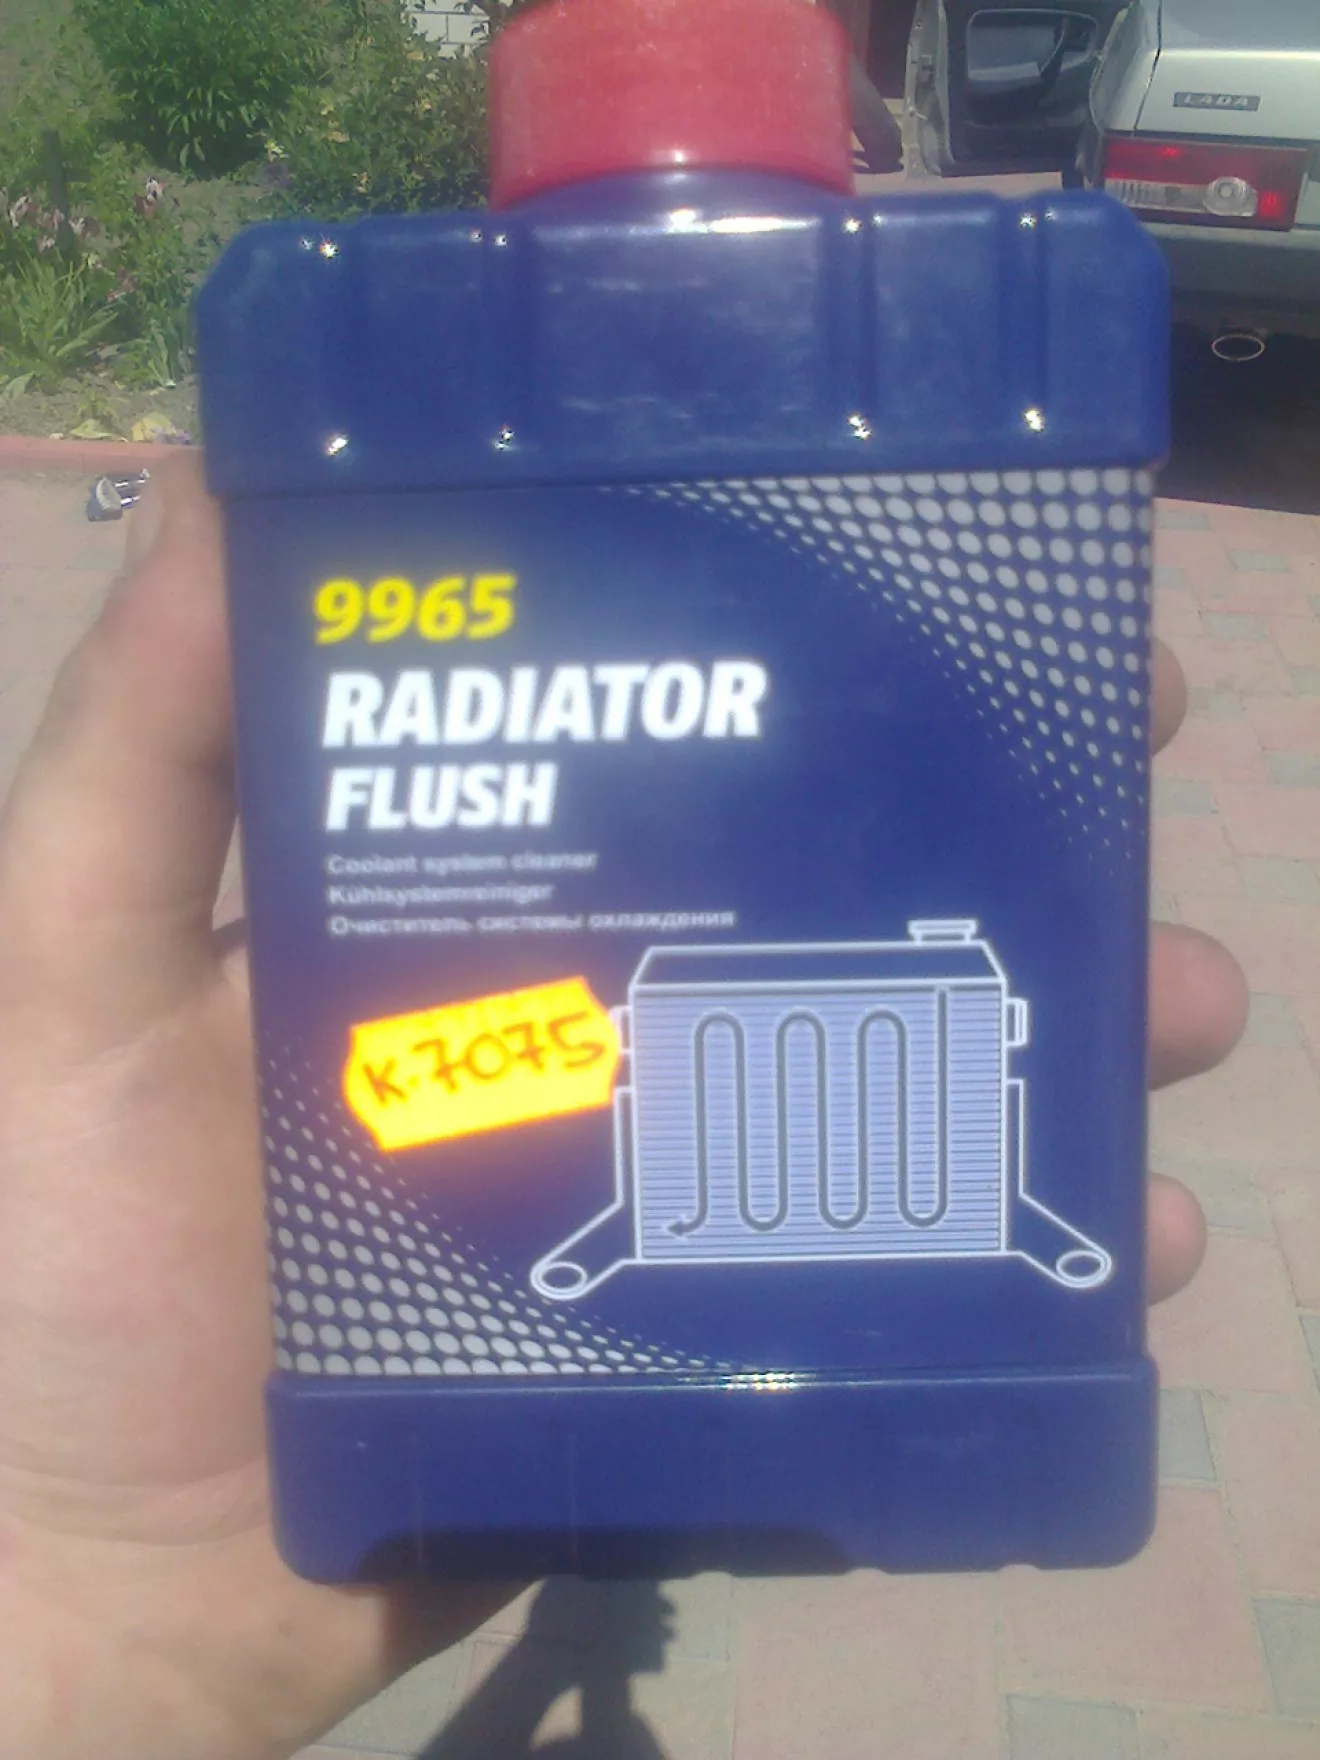 LADA
9965
RADIATOR
FLUSH
Coolant system cleaner
Kühlsystemreiniger
Очиститель системы охлаждения
К-7075